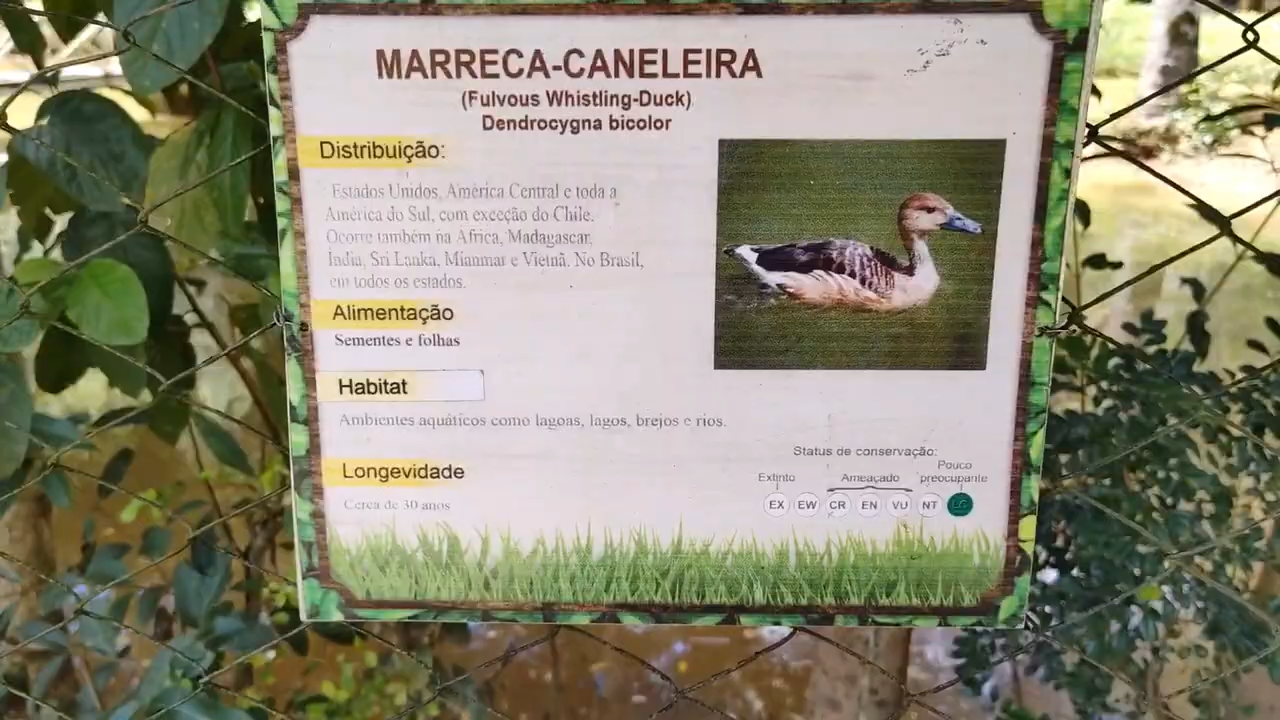 MARRECA-CANELEIRA
(Fulvous Whistling-Duck)
Dendrocygna bicolor
Distribuição:
Estados Unidos, América Central e toda a
América do Sul, com exceção do Chile.
Ocorre também na África, Madagascar,
Índia, Sri Lanka, Mianmar e Vietnã. No Brasil,
em todos os estados.
Alimentação
Sementes e folhas
Habitat
Ambientes aquáticos como lagoas, lagos, brejos e rios.
Longevidade
Cerca de 30 anos
Status de conservação:
Extinto Ameaçado Pouco preocupante
EX EW CR EN VU NT LC